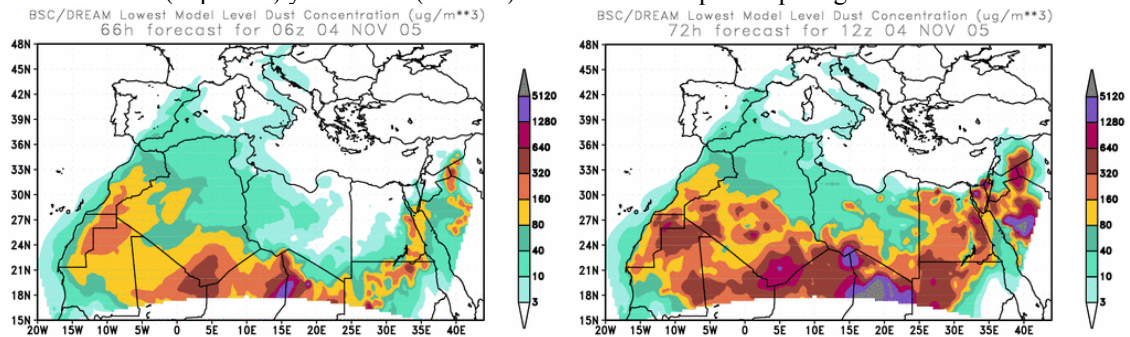 BSC/DREAM Lowest Model Level Dust Concentration (ug/m**3)
66h forecast for 06z 04 NOV 05
48N
45N
42N
39N
36N
33N
30N
27N
24N
21N
18N
15N
20W 15W 10W 5W 0 5E 10E 15E 20E 25E 30E 35E 40E
5120
1280
640
320
160
80
40
10
3
BSC/DREAM Lowest Model Level Dust Concentration (ug/m**3)
72h forecast for 12z 04 NOV 05
48N
45N
42N
39N
36N
33N
30N
27N
24N
21N
18N
15N
20W 15W 10W 5W 0 5E 10E 15E 20E 25E 30E 35E 40E
5120
1280
640
320
160
80
40
10
3